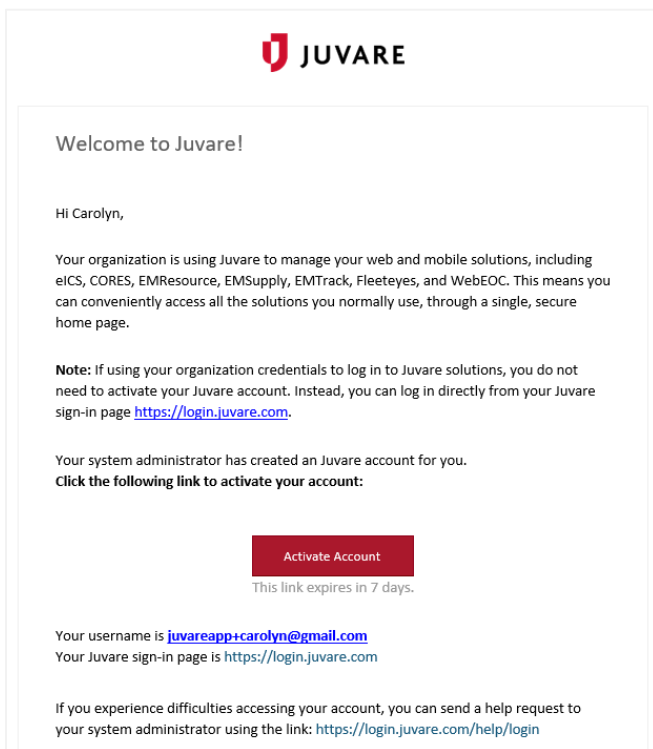 JUVARE
Welcome to Juvare!
Hi Carolyn,
Your organization is using Juvare to manage your web and mobile solutions, including
eICS, CORES, EMResource, EMSupply, EMTrack, Fleeteyes, and WebEOC. This means you
can conveniently access all the solutions you normally use, through a single, secure
home page.
Note: If using your organization credentials to log in to Juvare solutions, you do not
need to activate your Juvare account. Instead, you can log in directly from your Juvare
sign-in page https://login.juvare.com.
Your system administrator has created an Juvare account for you.
Click the following link to activate your account:
Activate Account
This link expires in 7 days.
Your username is juvareapp+carolyn@gmail.com
Your Juvare sign-in page is https://login.juvare.com
If you experience difficulties accessing your account, you can send a help request to
your system administrator using the link: https://login.juvare.com/help/login